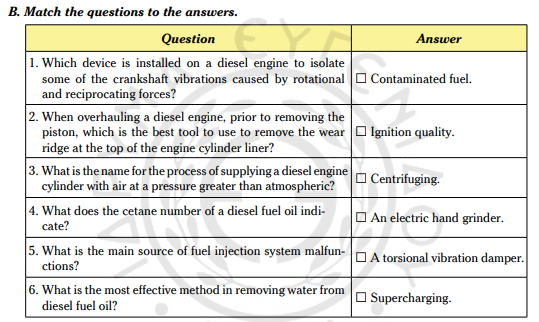 B. Match the questions to the answers.
Question Answer
1. Which device is installed on a diesel engine to isolate
some of the crankshaft vibrations caused by rotational
and reciprocating forces?
☐ Contaminated fuel.
2. When overhauling a diesel engine, prior to removing the
piston, which is the best tool to use to remove the wear
ridge at the top of the engine cylinder liner?
☐ Ignition quality.
3. What is the name for the process of supplying a diesel engine
cylinder with air at a pressure greater than atmospheric?
☐ Centrifuging.
4. What does the cetane number of a diesel fuel oil indi-
cate?
☐ An electric hand grinder.
5. What is the main source of fuel injection system malfun-
ctions?
☐ A torsional vibration damper.
6. What is the most effective method in removing water from
diesel fuel oil?
☐ Supercharging.